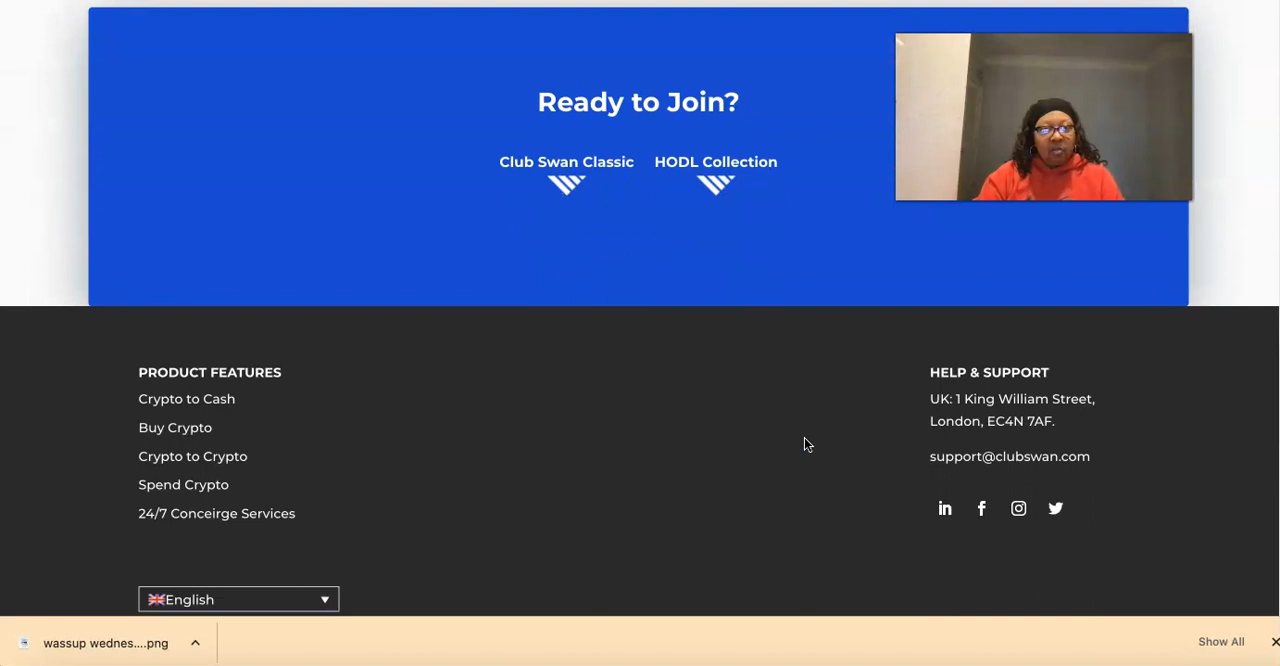 Ready to Join?
Club Swan Classic
HODL Collection
PRODUCT FEATURES
Crypto to Cash
Buy Crypto
Crypto to Crypto
Spend Crypto
24/7 Conceirge Services
HELP & SUPPORT
UK: 1 King William Street,
London, EC4N 7AF.
support@clubswan.com
English
wassup wednes....png
Show All